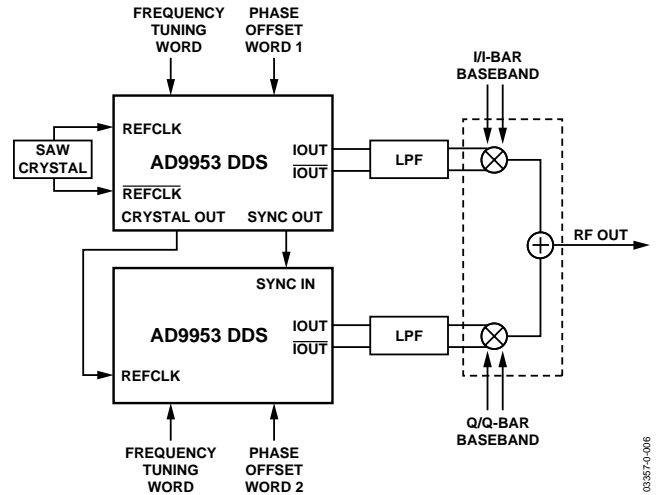 FREQUENCY
TUNING
WORD
PHASE
OFFSET
WORD 1
I/I-BAR
BASEBAND
REFCLK
SAW
CRYSTAL
AD9953 DDS
IOUT
IOUT
LPF
REFCLK
CRYSTAL OUT
SYNC OUT
RF OUT
SYNC IN
AD9953 DDS
IOUT
IOUT
LPF
REFCLK
FREQUENCY
TUNING
WORD
PHASE
OFFSET
WORD 2
Q/Q-BAR
BASEBAND
03357-0-006